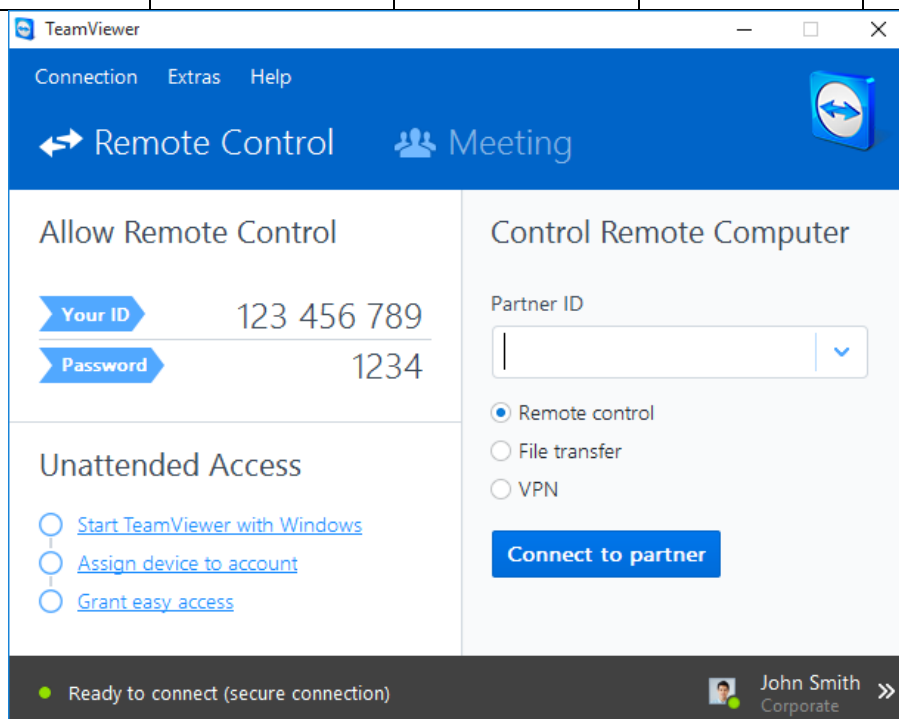 TeamViewer
Connection Extras Help
Remote Control Meeting
Allow Remote Control
Your ID 123 456 789
Password 1234
Unattended Access
Start TeamViewer with Windows
Assign device to account
Grant easy access
Control Remote Computer
Partner ID
Remote control
File transfer
VPN
Connect to partner
Ready to connect (secure connection)
John Smith
Corporate